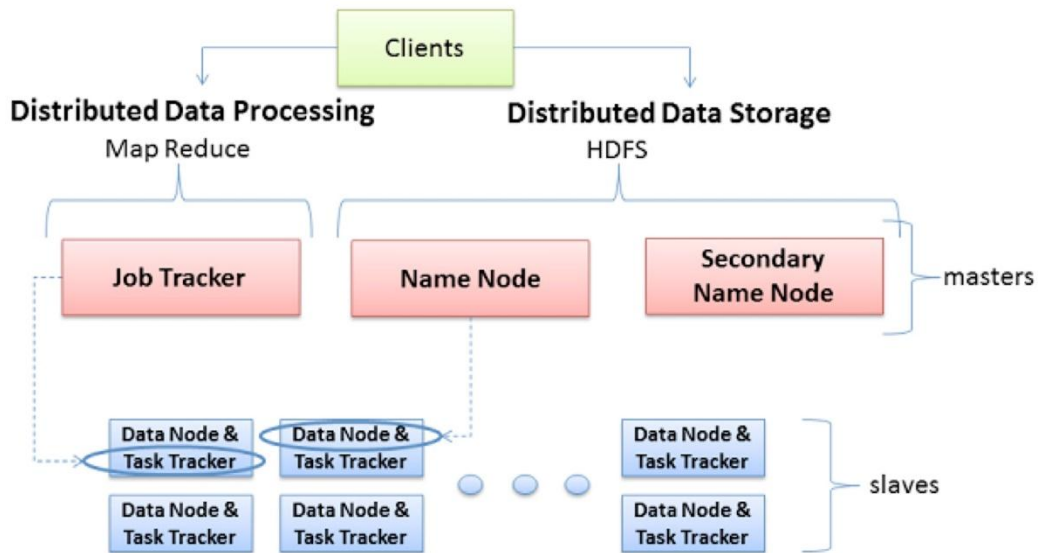 Clients
Distributed Data Processing
Map Reduce
Distributed Data Storage
HDFS
Job Tracker
Name Node
Secondary
Name Node
masters
Data Node &
Task Tracker
Data Node &
Task Tracker
Data Node &
Task Tracker
Data Node &
Task Tracker
Data Node &
Task Tracker
Data Node &
Task Tracker
slaves